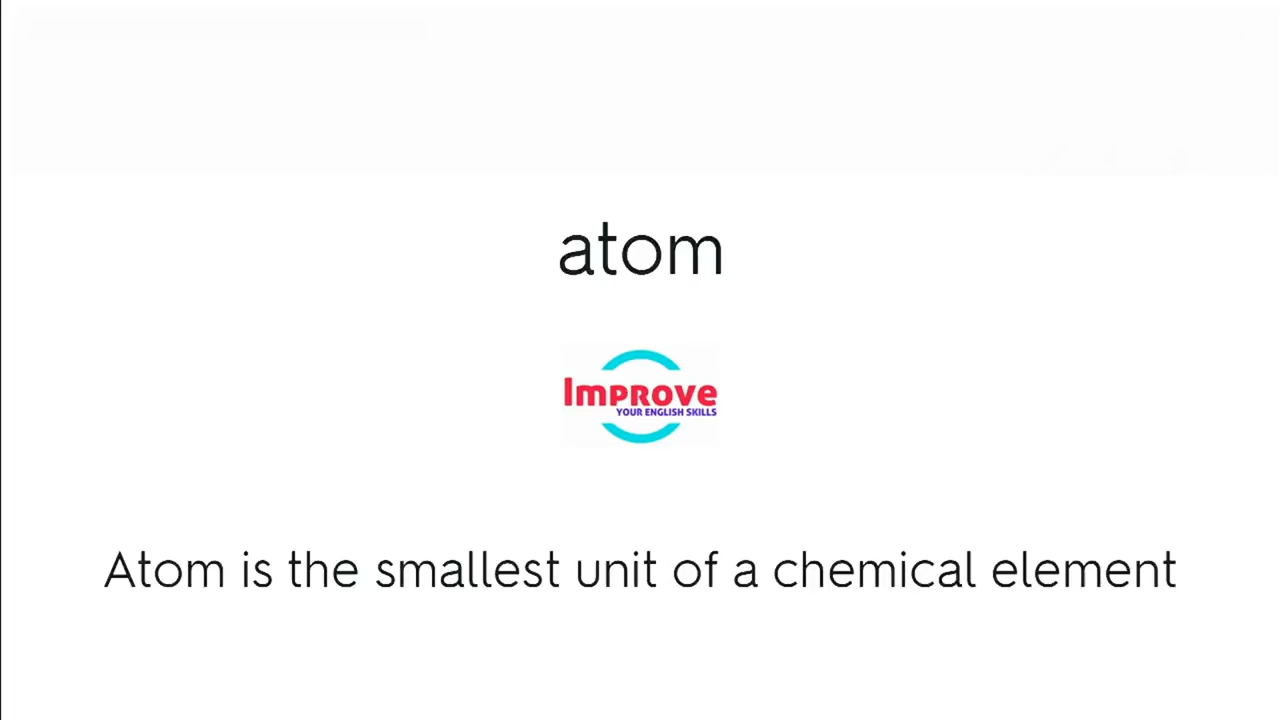 atom
Improve
YOUR ENGLISH SKILLS
Atom is the smallest unit of a chemical element